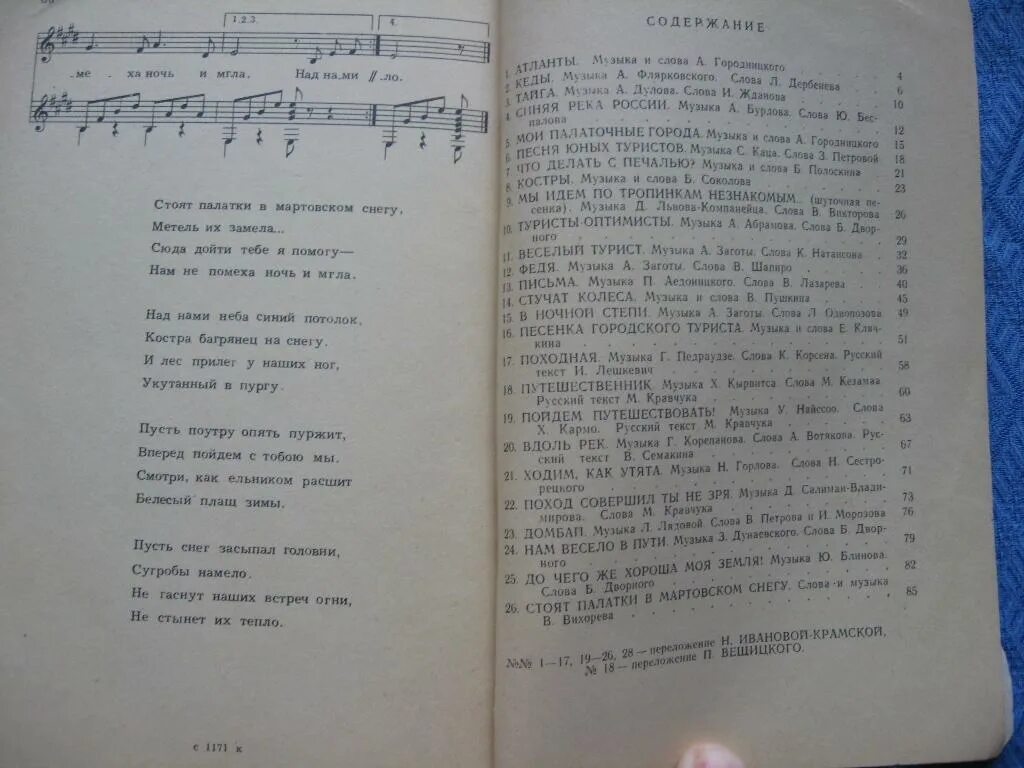 1.2.3.
4.
ме - ха ночь и мгла. Над на ми // ло.
Стоят палатки в мартовском снегу,
Метель их замела...
Сюда дойти тебе я помогу—
Нам не помеха ночь и мгла.
Над нами неба синий потолок,
Костра багрянец на снегу.
И лес прилег у наших ног,
Укутанный в пургу.
Пусть поутру опять пуржит,
Вперед пойдем с тобою мы.
Смотри, как ельником расшит
Белесый плащ зимы.
Пусть снег засыпал головни,
Сугробы намело.
Не гаснут наших встреч огни,
Не стынет их тепло.
с 1171 к
СОДЕРЖАНИЕ
1. АТЛАНТЫ. Музыка и слова А. Городницкого 4
2. КЕДЫ. Музыка А. Флярковского. Слова Л. Дербенева 6
3. ТАЙГА. Музыка А. Дулова. Слова И. Жданова 10
4. СИНЯЯ РЕКА РОССИИ. Музыка А. Бурлова. Слова Ю. Бес-
палова 12
5. МОИ ПАЛАТОЧНЫЕ ГОРОДА. Музыка и слова А. Городницкого 15
6. ПЕСНЯ ЮНЫХ ТУРИСТОВ. Музыка С. Каца. Слова З. Петровой 18
7. ЧТО ДЕЛАТЬ С ПЕЧАЛЬЮ? Музыка и слова Б. Полоскина 21
8. КОСТРЫ. Музыка и слова Б. Соколова 23
9. МЫ ИДЕМ ПО ТРОПИНКАМ НЕЗНАКОМЫМ... (шуточная пе-
сенка). Музыка Д. Львова-Компанейца. Слова В. Викторова 26
10. ТУРИСТЫ-ОПТИМИСТЫ. Музыка А. Абрамова. Слова Б. Двор-
ного 29
11. ВЕСЕЛЫЙ ТУРИСТ. Музыка А. Заготы. Слова К. Натансова 32
12. ФЕДЯ. Музыка А. Заготы. Слова В. Шапиро 36
13. ПИСЬМА. Музыка П. Аедоницкого. Слова В. Лазарева 40
14. СТУЧАТ КОЛЕСА. Музыка и слова В. Пушкина 45
15. В НОЧНОЙ СТЕПИ. Музыка А. Заготы. Слова Л Однопозова 49
16. ПЕСЕНКА ГОРОДСКОГО ТУРИСТА. Музыка и слова Е. Кляч-
кина 51
17. ПОХОДНАЯ. Музыка Г. Педраудзе. Слова К. Корсена. Русский
текст И. Лешкевич 58
18. ПУТЕШЕСТВЕННИК. Музыка Х. Кырвитса. Слова М. Кезамаа
Русский текст М. Кравчука 60
19. ПОЙДЕМ ПУТЕШЕСТВОВАТЬ! Музыка У. Найссоо. Слова
Х. Кармо. Русский текст М. Кравчука 63
20. ВДОЛЬ РЕК. Музыка Г. Корепанова. Слова А. Вотякова. Рус-
ский текст В. Семакина 67
21. ХОДИМ, КАК УТЯТА. Музыка Н. Горлова. Слова Н. Сестро-
рецкого 71
22. ПОХОД СОВЕРШИЛ ТЫ НЕ ЗРЯ. Музыка Д. Салиман-Влади-
мирова. Слова М. Кравчука 73
23. ДОМБАЙ. Музыка Л. Лядовой Слова В. Петрова и И. Морозова 76
24. НАМ ВЕСЕЛО В ПУТИ. Музыка З. Дунаевского. Слова Б. Двор-
ного 79
25. ДО ЧЕГО ЖЕ ХОРОША МОЯ ЗЕМЛЯ! Музыка Ю. Блинова.
Слова Б. Дворного 82
26. СТОЯТ ПАЛАТКИ В МАРТОВСКОМ СНЕГУ. Слова и музыка
В. Вихорева 85
№№ 1—17, 19—26, 28 — переложение Н. ИВАНОВОЙ-КРАМСКОЙ,
№ 18 — переложение П. ВЕЩИЦКОГО.